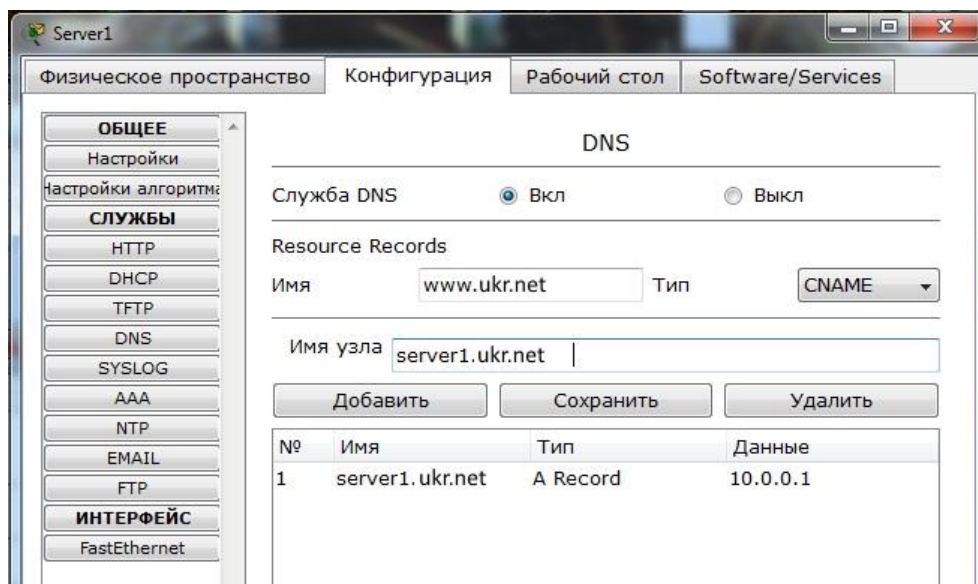 Server1
Физическое пространство Конфигурация Рабочий стол Software/Services
ОБЩЕЕ
Настройки
Настройки алгоритма
СЛУЖБЫ
HTTP
DHCP
TFTP
DNS
SYSLOG
AAA
NTP
EMAIL
FTP
ИНТЕРФЕЙС
FastEthernet
DNS
Служба DNS Вкл Выкл
Resource Records
Имя www.ukr.net Тип CNAME
Имя узла server1.ukr.net
Добавить Сохранить Удалить
№ Имя Тип Данные
1 server1.ukr.net A Record 10.0.0.1